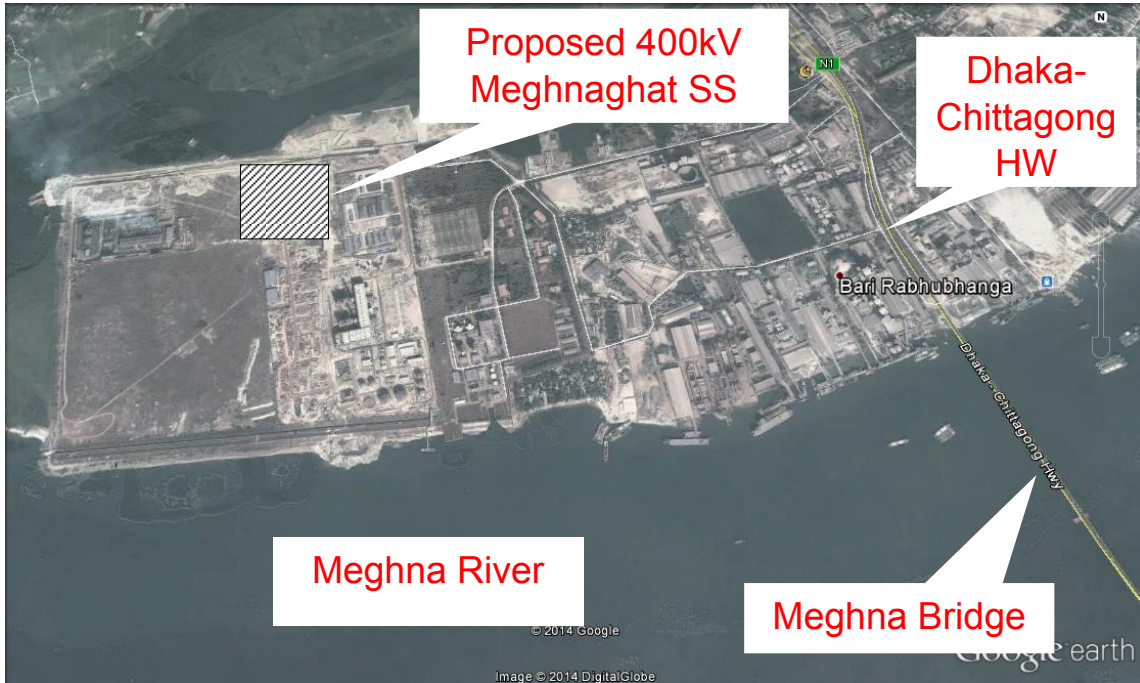 N
Proposed 400kV
Meghnaghat SS
N1
Dhaka-
Chittagong
HW
Bari Rabhubhanga
Dhaka - Chittagong Hwy
Meghna River
Meghna Bridge
© 2014 Google
Google earth
Image © 2014 DigitalGlobe